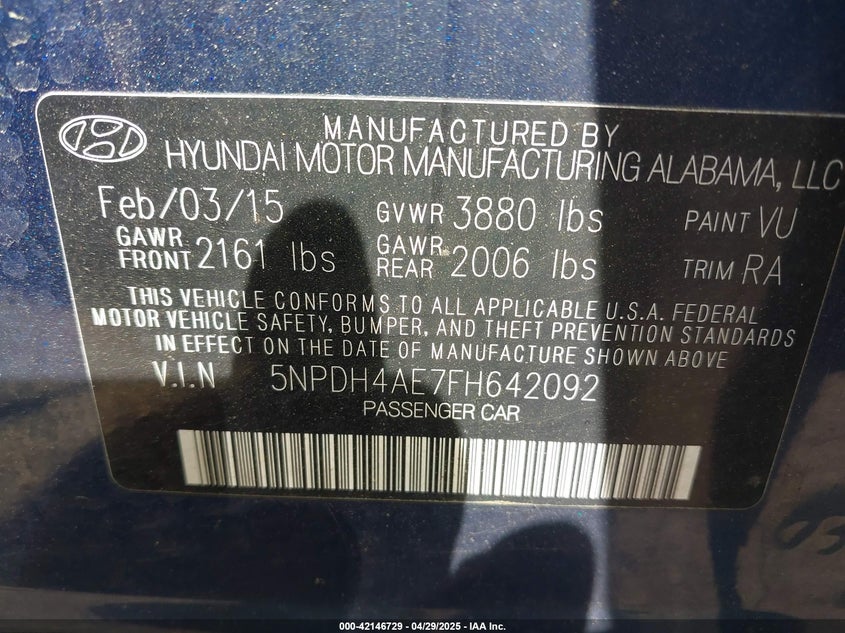 MANUFACTURED BY
HYUNDAI MOTOR MANUFACTURING ALABAMA, LLC
Feb/03/15 GVWR 3880 lbs PAINT VU
GAWR FRONT 2161 lbs GAWR REAR 2006 lbs TRIM RA
THIS VEHICLE CONFORMS TO ALL APPLICABLE U.S.A. FEDERAL
MOTOR VEHICLE SAFETY, BUMPER, AND THEFT PREVENTION STANDARDS
IN EFFECT ON THE DATE OF MANUFACTURE SHOWN ABOVE
V.I.N 5NPDH4AE7FH642092
PASSENGER CAR
000-42146729 - 04/29/2025 - IAA Inc.